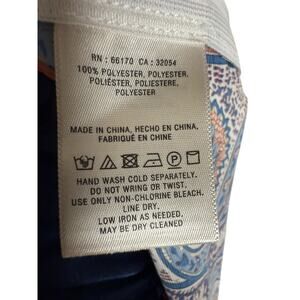 RN : 66170 CA : 32054
100% POLYESTER, POLYESTER,
POLIÉSTER, POLIESTERE,
POLYESTER
MADE IN CHINA, HECHO EN CHINA,
FABRIQUÉ EN CHINE
HAND WASH COLD SEPARATELY.
DO NOT WRING OR TWIST.
USE ONLY NON-CHLORINE BLEACH.
LINE DRY.
LOW IRON AS NEEDED.
MAY BE DRY CLEANED